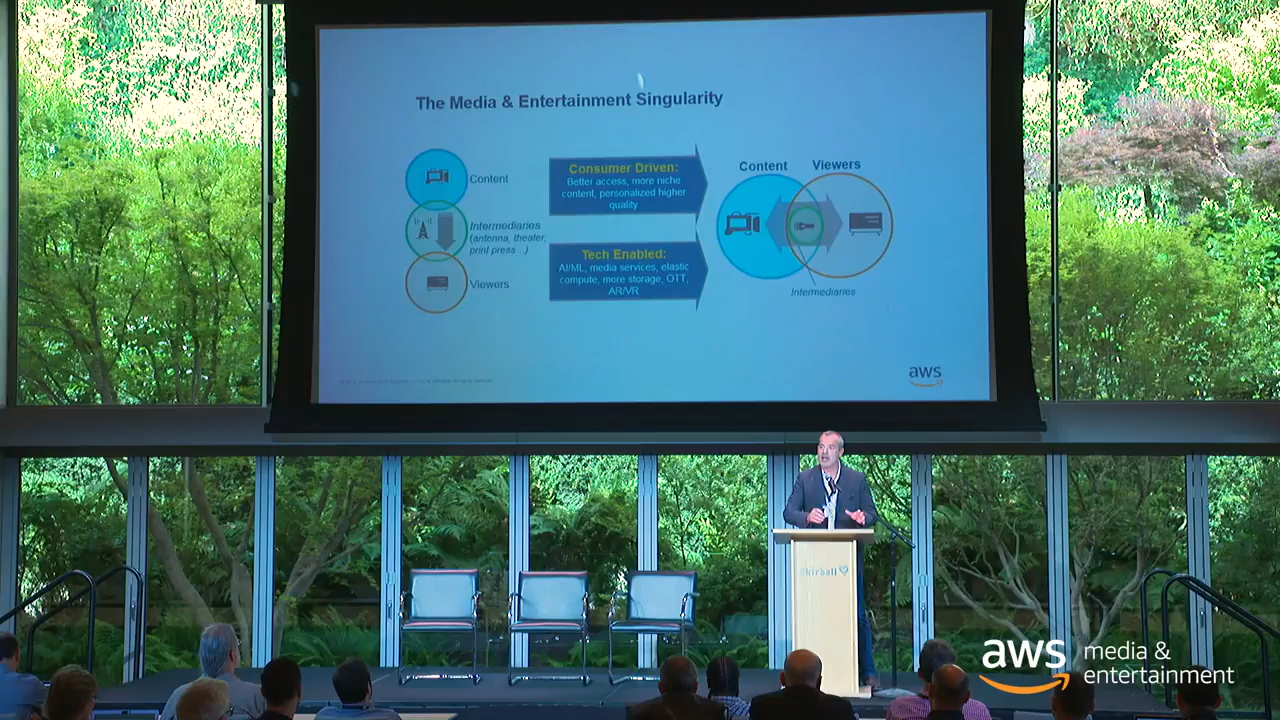 The Media & Entertainment Singularity
Content
Intermediaries
(antenna, theater,
print press ...)
Viewers
Consumer Driven:
Better access, more niche
content, personalized higher
quality
Tech Enabled:
AI/ML, media services, elastic
compute, more storage, OTT,
AR/VR
Content
Viewers
Intermediaries
aws
Skirball
aws media &
entertainment